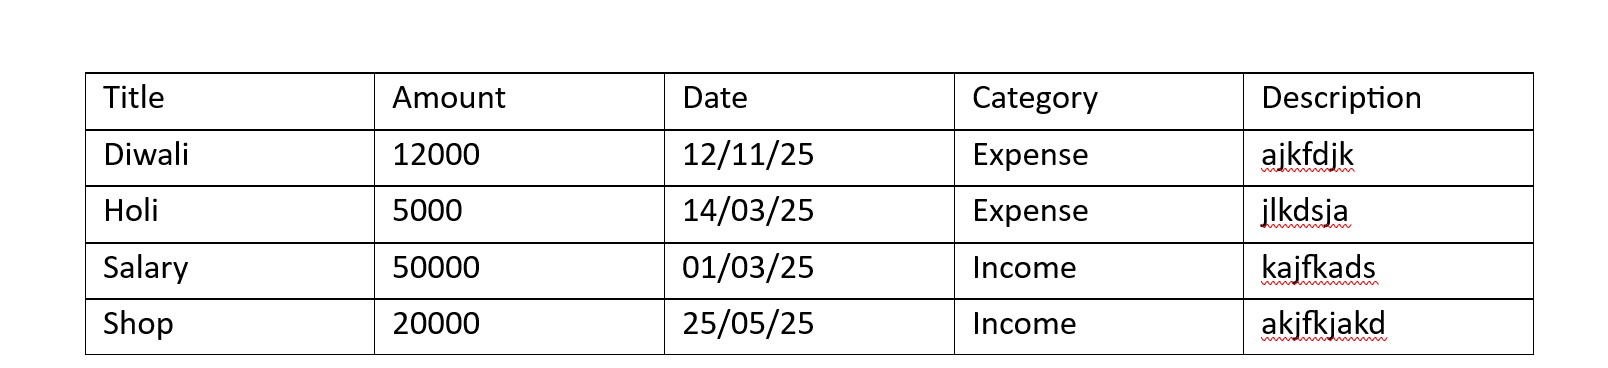 Title Amount Date Category Description
Diwali 12000 12/11/25 Expense ajkfdjk
Holi 5000 14/03/25 Expense jlkdsja
Salary 50000 01/03/25 Income kajfkads
Shop 20000 25/05/25 Income akjfkjakd